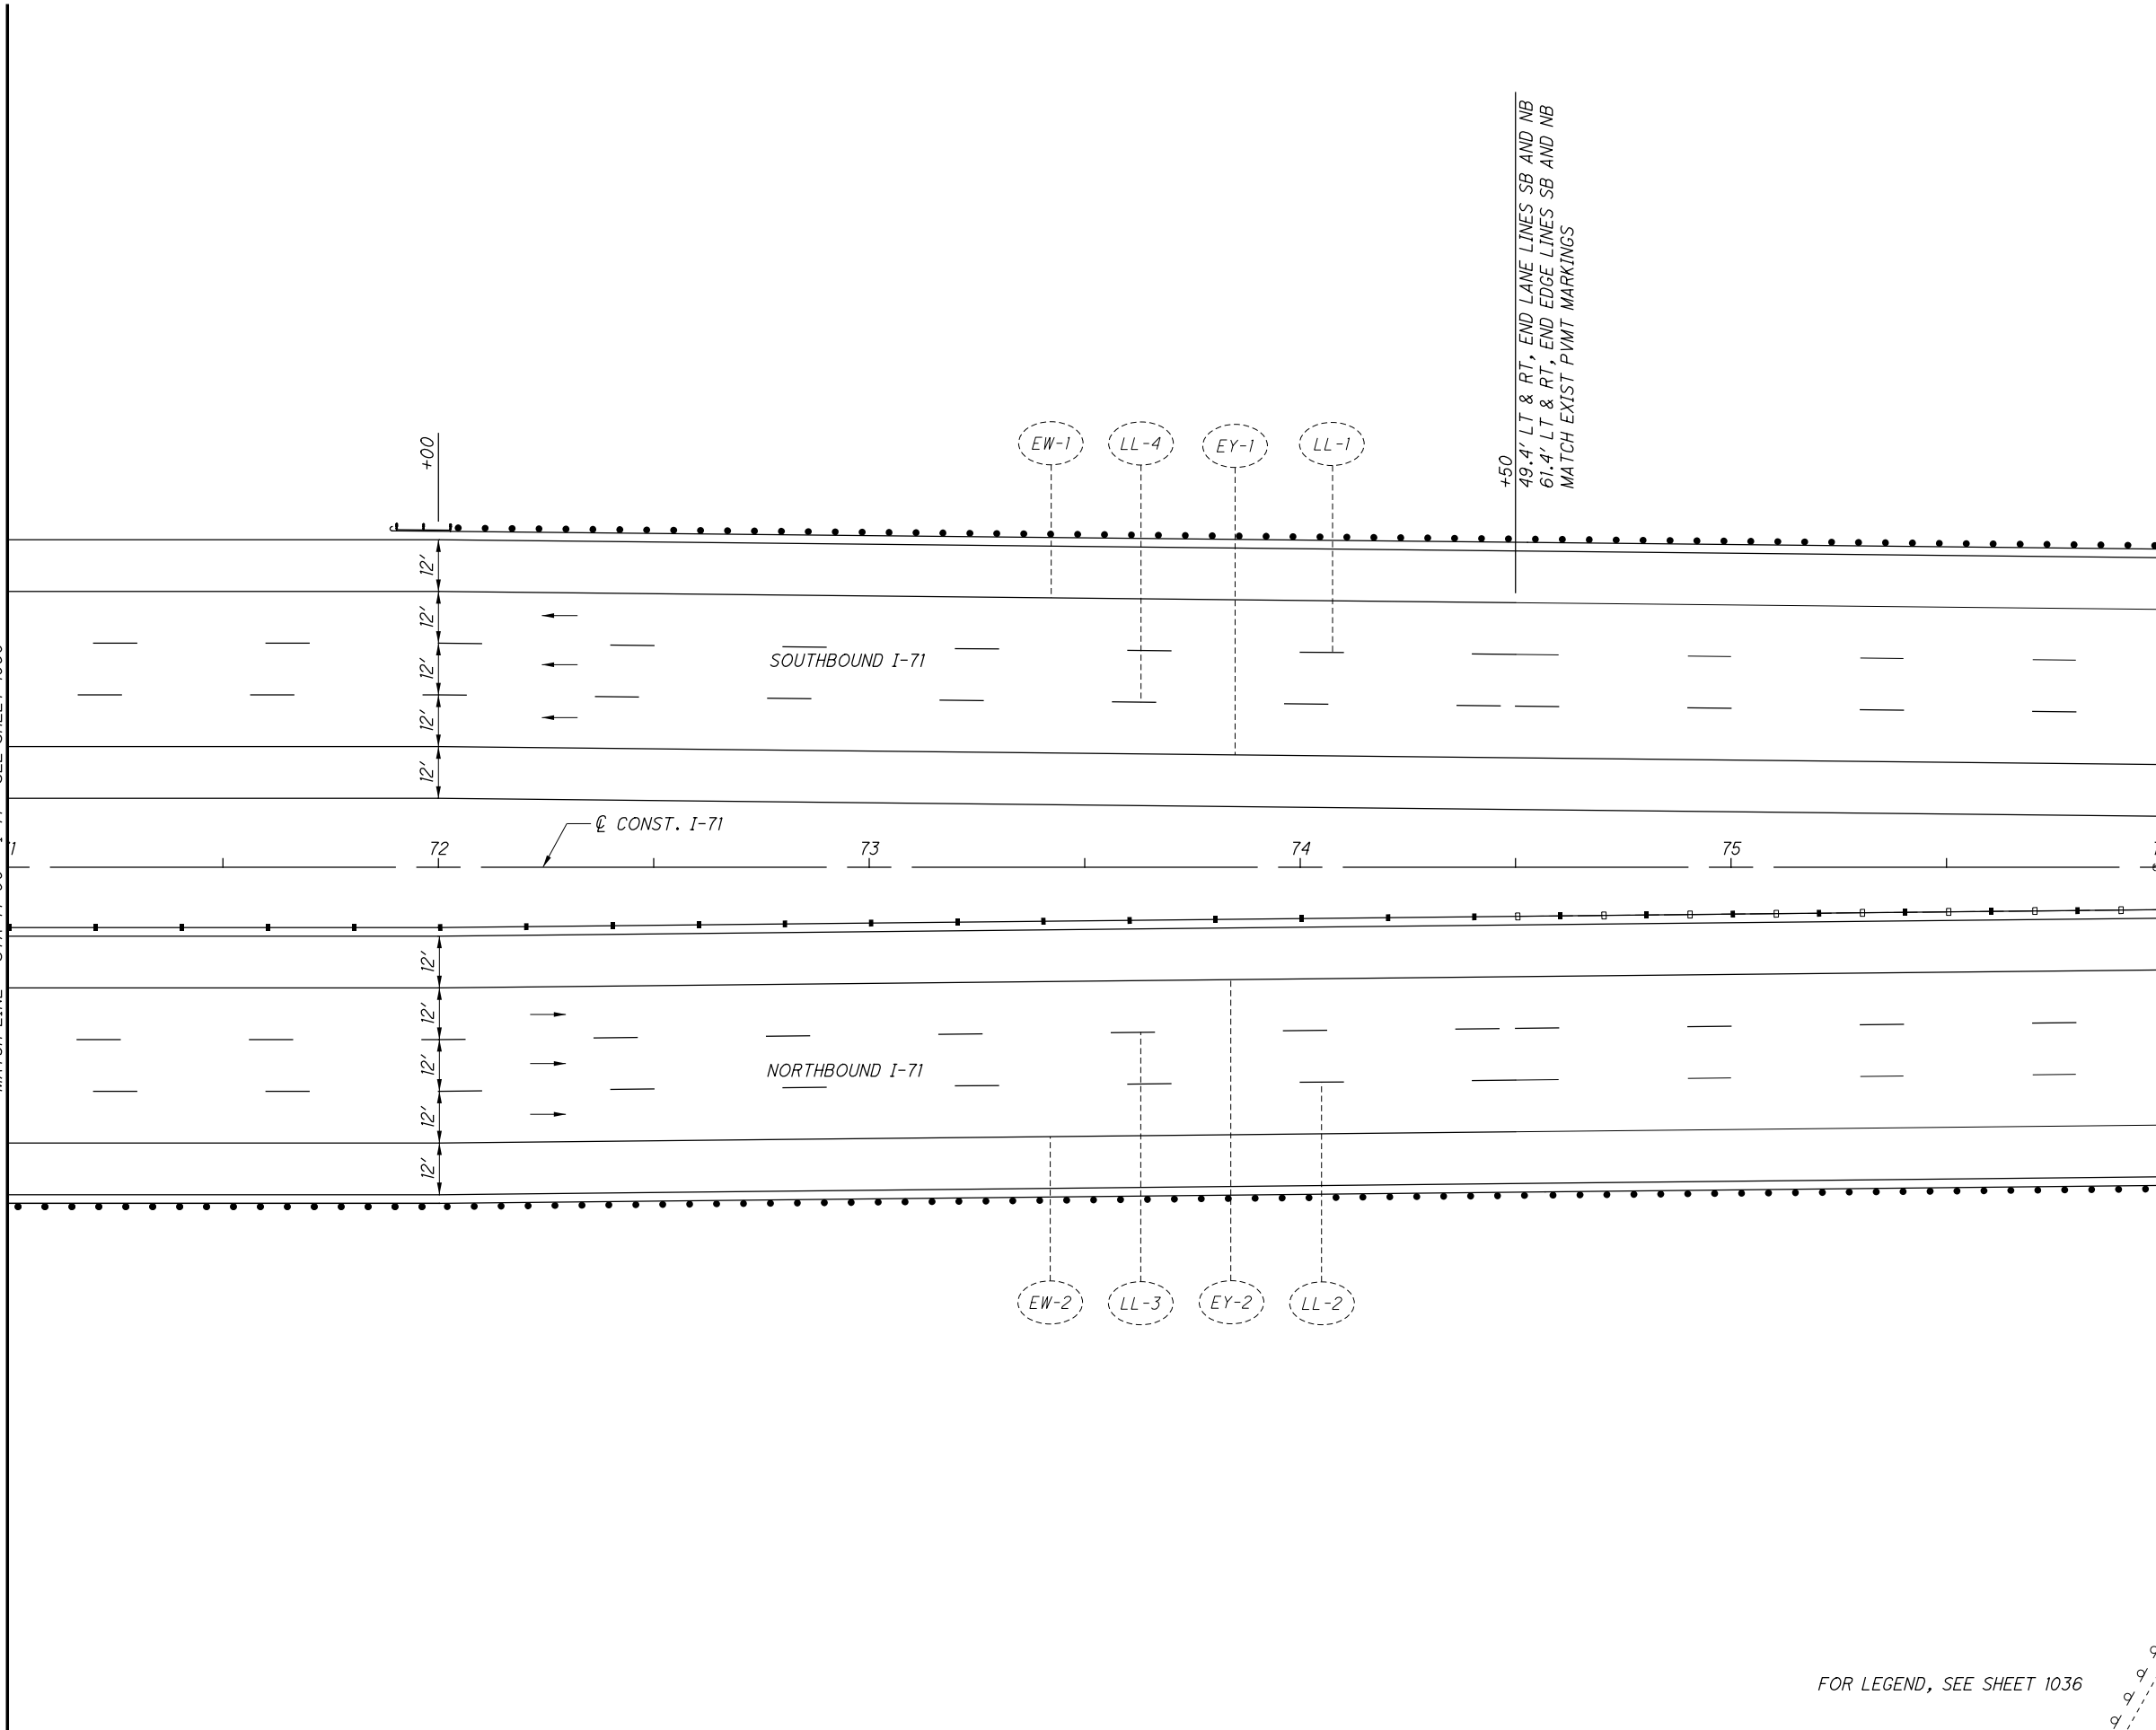 49.4' LT & RT, END LANE LINES SB AND NB
61.4' LT & RT, END EDGE LINES SB AND NB
MATCH EXIST PVMT MARKINGS
+50
+00
EW-1
LL-4
EY-1
LL-1
12'
12'
12'
12'
12'
SOUTHBOUND I-71
℄ CONST. I-71
72
73
74
75
12'
12'
12'
12'
12'
NORTHBOUND I-71
EW-2
LL-3
EY-2
LL-2
FOR LEGEND, SEE SHEET 1036